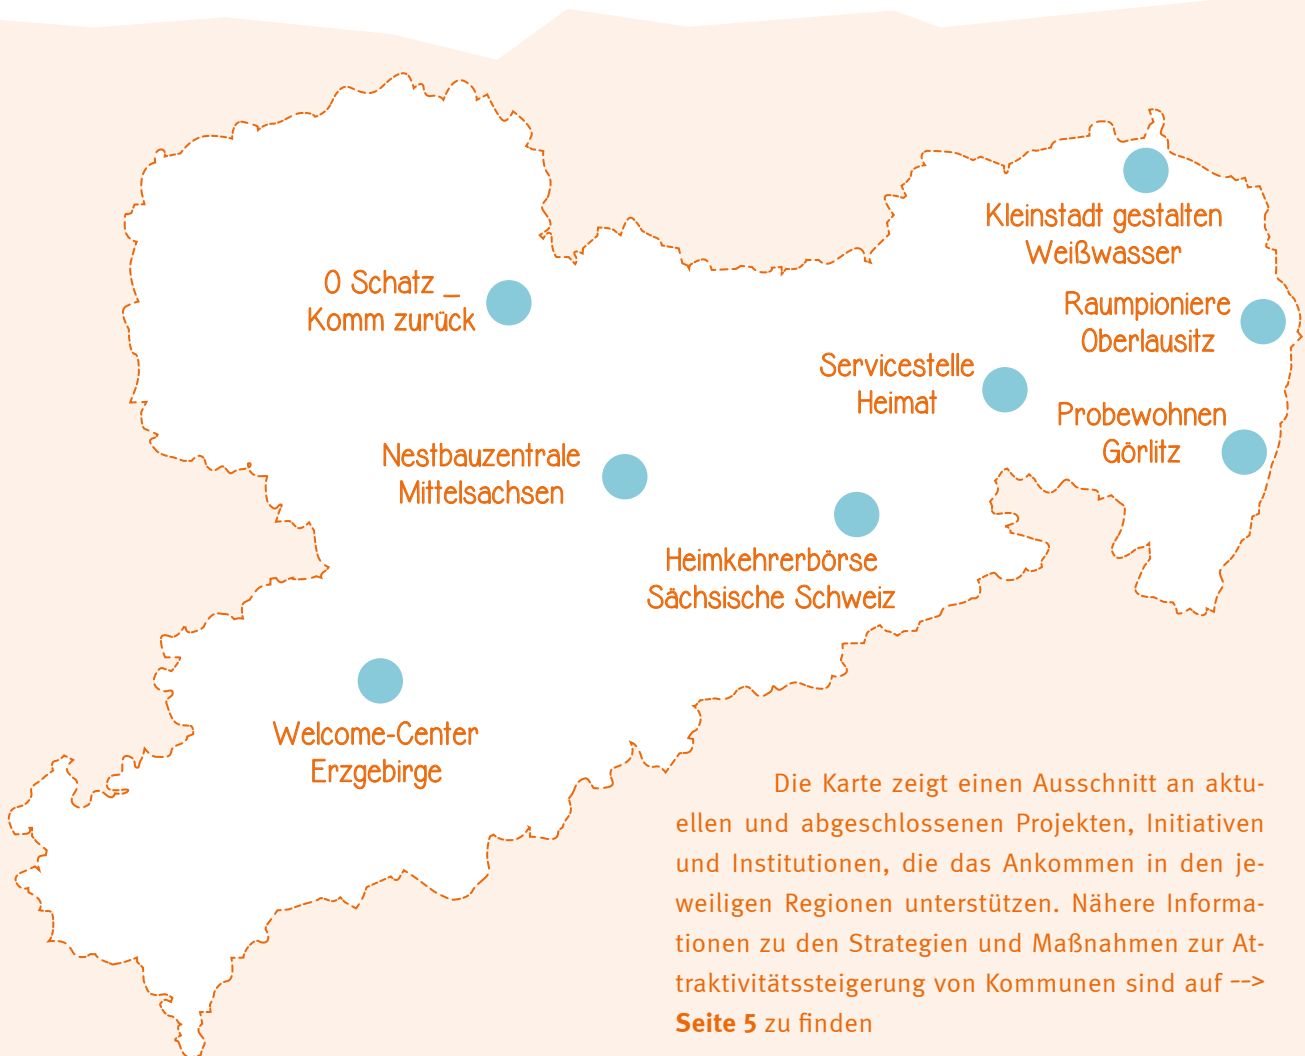 Kleinstadt gestalten
Weißwasser
O Schatz _
Komm zurück
Raumpioniere
Oberlausitz
Servicestelle
Heimat
Probewohnen
Görlitz
Nestbauzentrale
Mittelsachsen
Heimkehrerbörse
Sächsische Schweiz
Welcome-Center
Erzgebirge
Die Karte zeigt einen Ausschnitt an aktu-
ellen und abgeschlossenen Projekten, Initiativen
und Institutionen, die das Ankommen in den je-
weiligen Regionen unterstützen. Nähere Informa-
tionen zu den Strategien und Maßnahmen zur At-
traktivitätssteigerung von Kommunen sind auf -->
Seite 5 zu finden